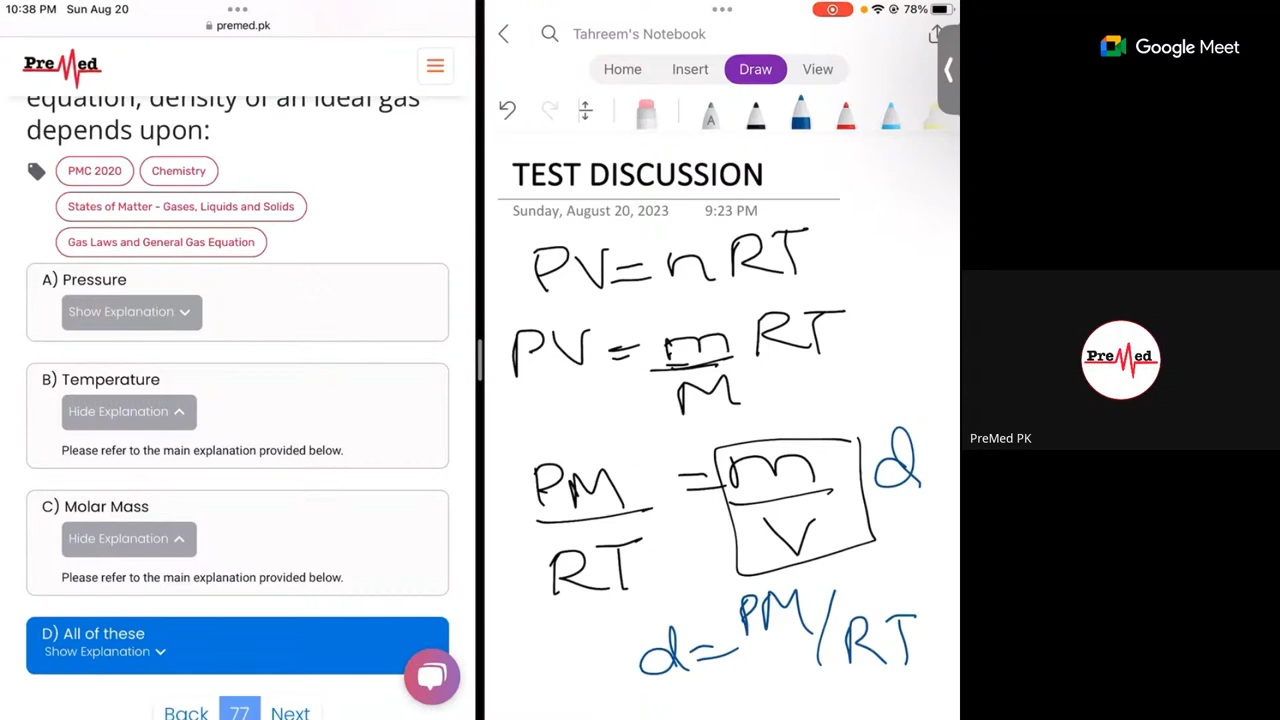 10:38 PM Sun Aug 20
premed.pk
PreMed
equation, density of an ideal gas
depends upon:
PMC 2020
Chemistry
States of Matter - Gases, Liquids and Solids
Gas Laws and General Gas Equation
A) Pressure
Show Explanation
B) Temperature
Hide Explanation
Please refer to the main explanation provided below.
C) Molar Mass
Hide Explanation
Please refer to the main explanation provided below.
D) All of these
Show Explanation
Back 77 Next
78%
Tahreem's Notebook
Home Insert Draw View
A
TEST DISCUSSION
Sunday, August 20, 2023 9:23 PM
PV = n RT
PV = m RT
M
PM = m d
RT V
d = PM / RT
Google Meet
PreMed
PreMed PK